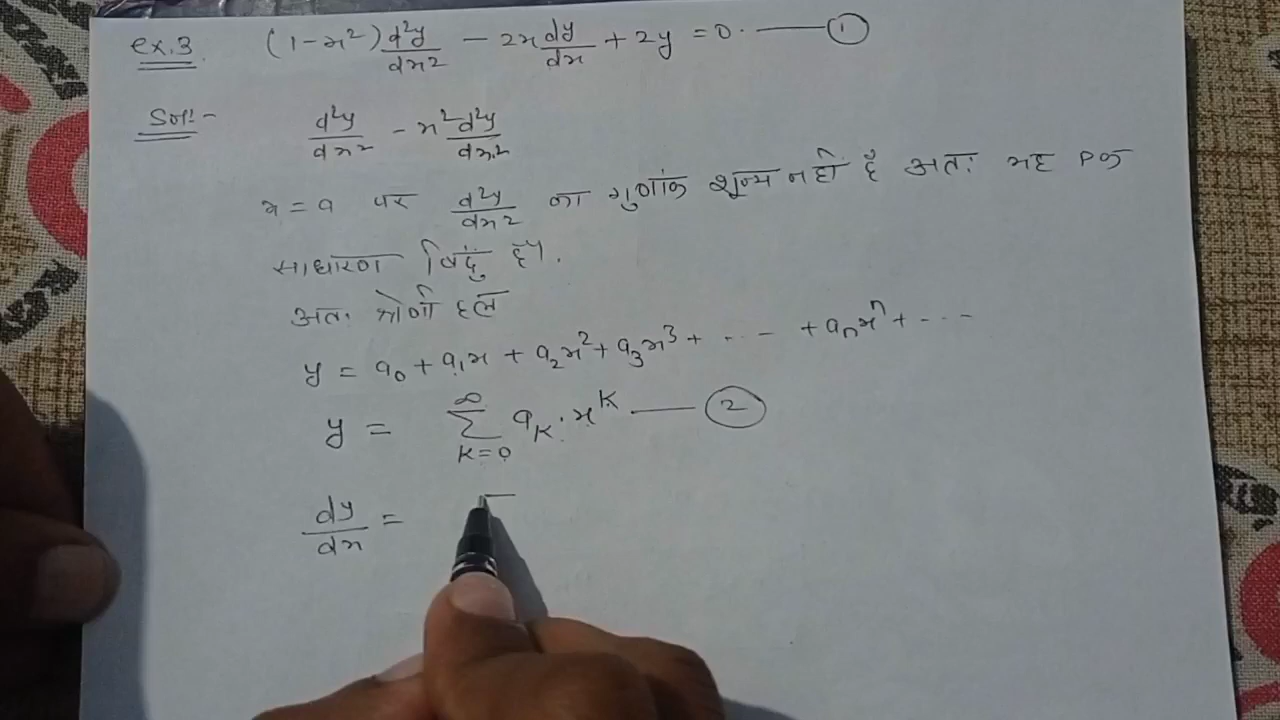 ex.3. (1-x²) d²y/dx² - 2x dy/dx + 2y = 0. —— ①
Soln:- d²y/dx² - x² d²y/dx²
x = 0 पर d²y/dx² का गुणांक शून्य नहीं है अतः यह एक
साधारण बिंदु है।.
अतः श्रेणी हल
y = a₀ + a₁x + a₂x² + a₃x³ + ---- + aₙxⁿ + ----
y = ∞∑k=0 aₖ.xᵏ —— ②
dy/dx =